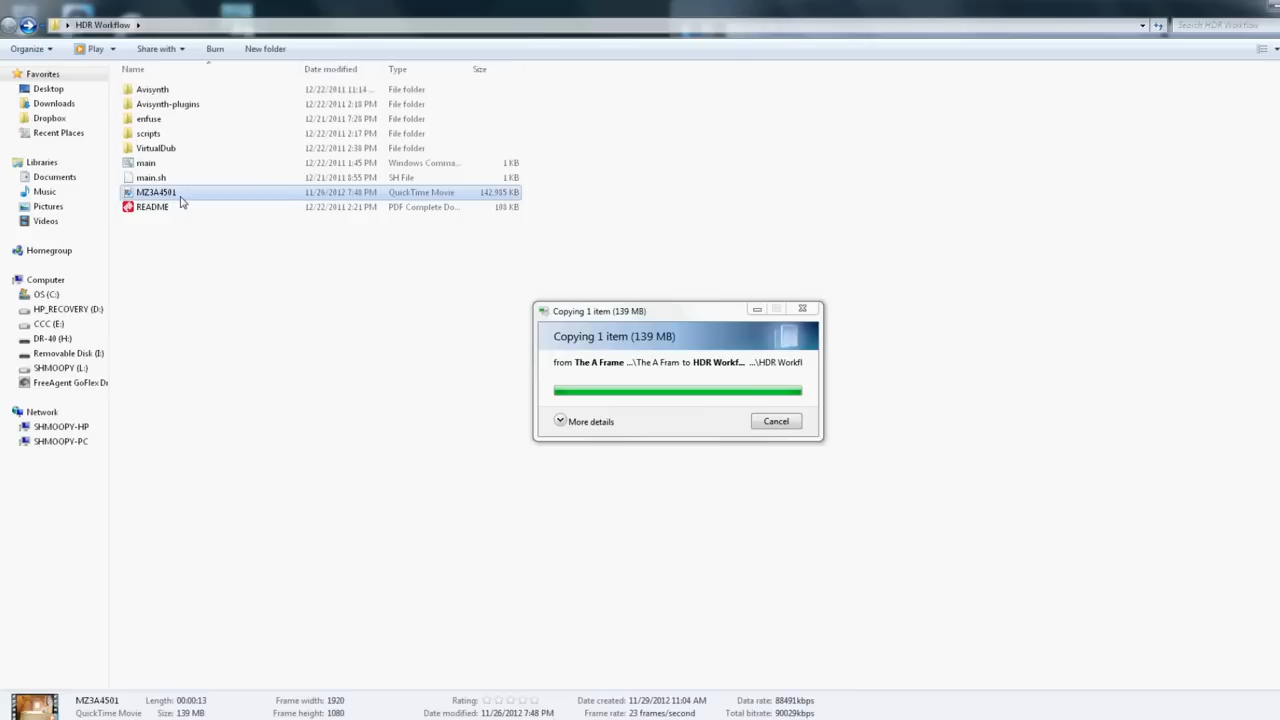 HDR Workflow
Search HDR Workflow
Organize Play Share with Burn New folder
Name Date modified Type Size
Favorites
Desktop
Downloads
Dropbox
Recent Places
Libraries
Documents
Music
Pictures
Videos
Homegroup
Computer
OS (C:)
HP_RECOVERY (D:)
CCC (E:)
DR-40 (H:)
Removable Disk (I:)
SHMOOPY (L:)
FreeAgent GoFlex Dr
Network
SHMOOPY-HP
SHMOOPY-PC
Avisynth 12/22/2011 11:14 ... File folder
Avisynth-plugins 12/22/2011 2:18 PM File folder
enfuse 12/21/2011 7:28 PM File folder
scripts 12/22/2011 2:17 PM File folder
VirtualDub 12/22/2011 2:38 PM File folder
main 12/22/2011 1:45 PM Windows Comma... 1 KB
main.sh 12/21/2011 8:55 PM SH File 1 KB
MZ3A4501 11/26/2012 7:48 PM QuickTime Movie 142,985 KB
README 12/22/2011 2:21 PM PDF Complete Do... 108 KB
Copying 1 item (139 MB)
Copying 1 item (139 MB)
from The A Frame ...\The A Fram to HDR Workf... ...\HDR Workfl
More details
Cancel
MZ3A4501 Length: 00:00:13 Frame width: 1920 Rating: Date created: 11/29/2012 11:04 AM Data rate: 88491kbps
QuickTime Movie Size: 139 MB Frame height: 1080 Date modified: 11/26/2012 7:48 PM Frame rate: 23 frames/second Total bitrate: 90029kbps